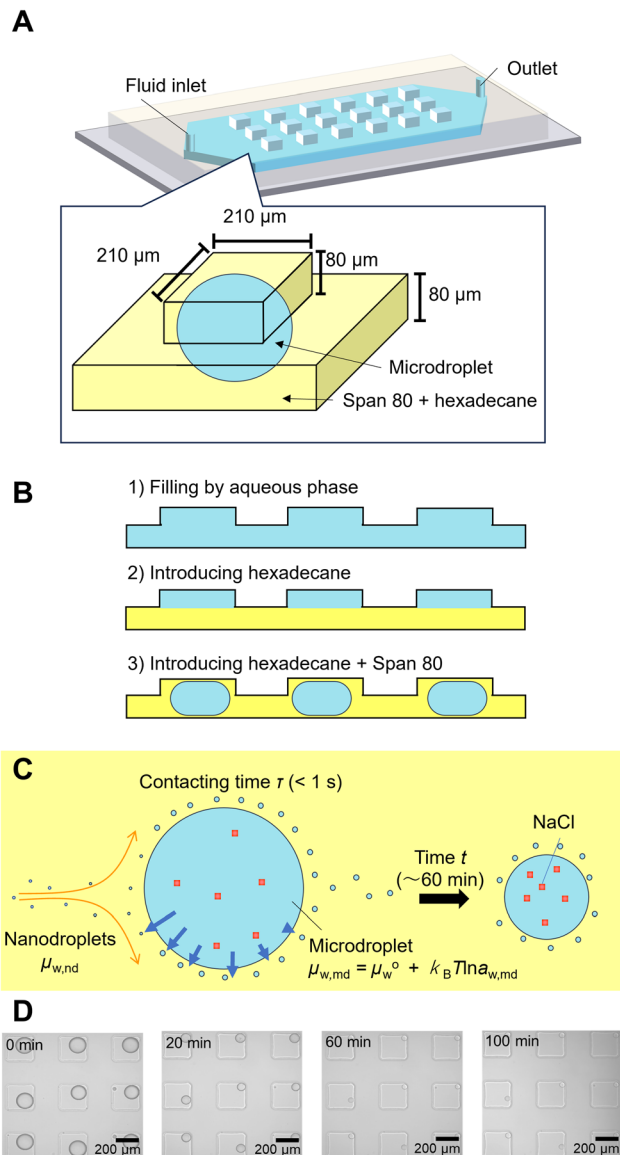 A
Fluid inlet
Outlet
210 µm
210 µm
80 µm
80 µm
Microdroplet
Span 80 + hexadecane
B
1) Filling by aqueous phase
2) Introducing hexadecane
3) Introducing hexadecane + Span 80
C
Contacting time τ (< 1 s)
NaCl
Time t
(～60 min)
Nanodroplets
μw,nd
Microdroplet
μw,md = μw° + kBTlnaw,md
D
0 min
20 min
60 min
100 min
200 µm
200 µm
200 µm
200 µm